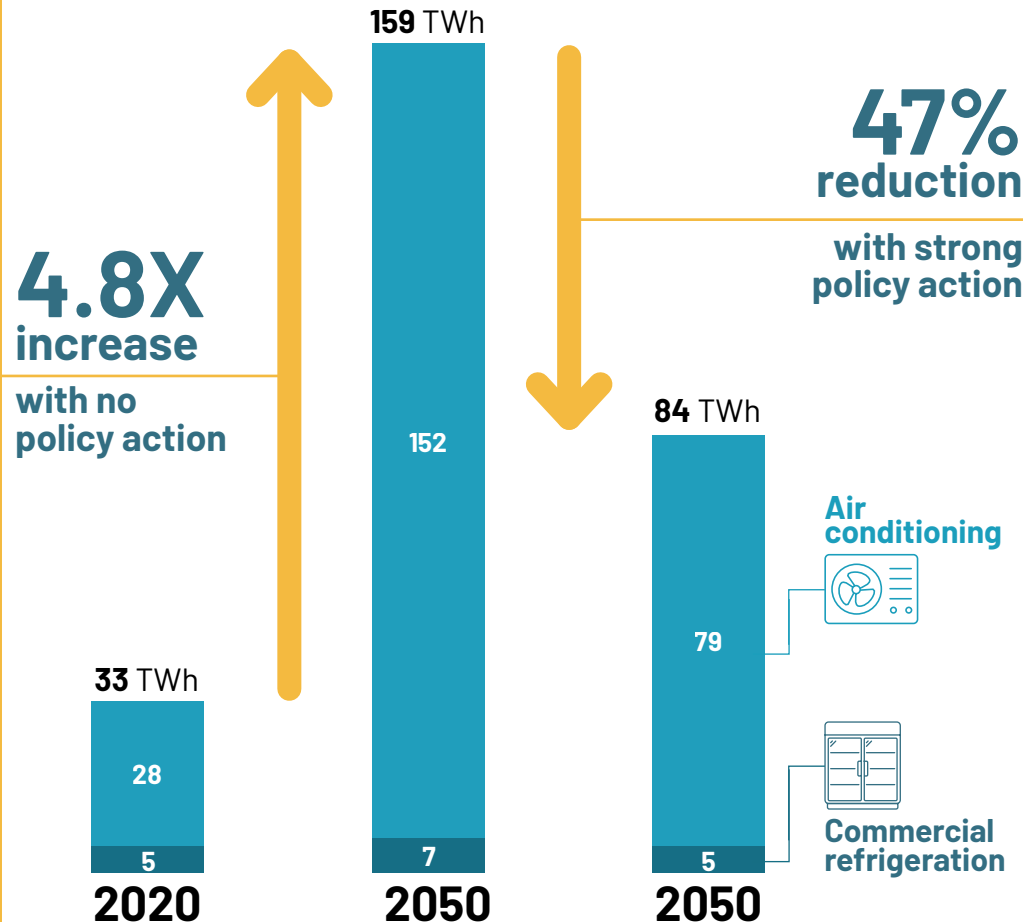 159 TWh
47%
reduction
with strong
policy action
4.8X
increase
with no
policy action
84 TWh
152
Air
conditioning
79
33 TWh
28
Commercial
refrigeration
5
7
5
2020
2050
2050